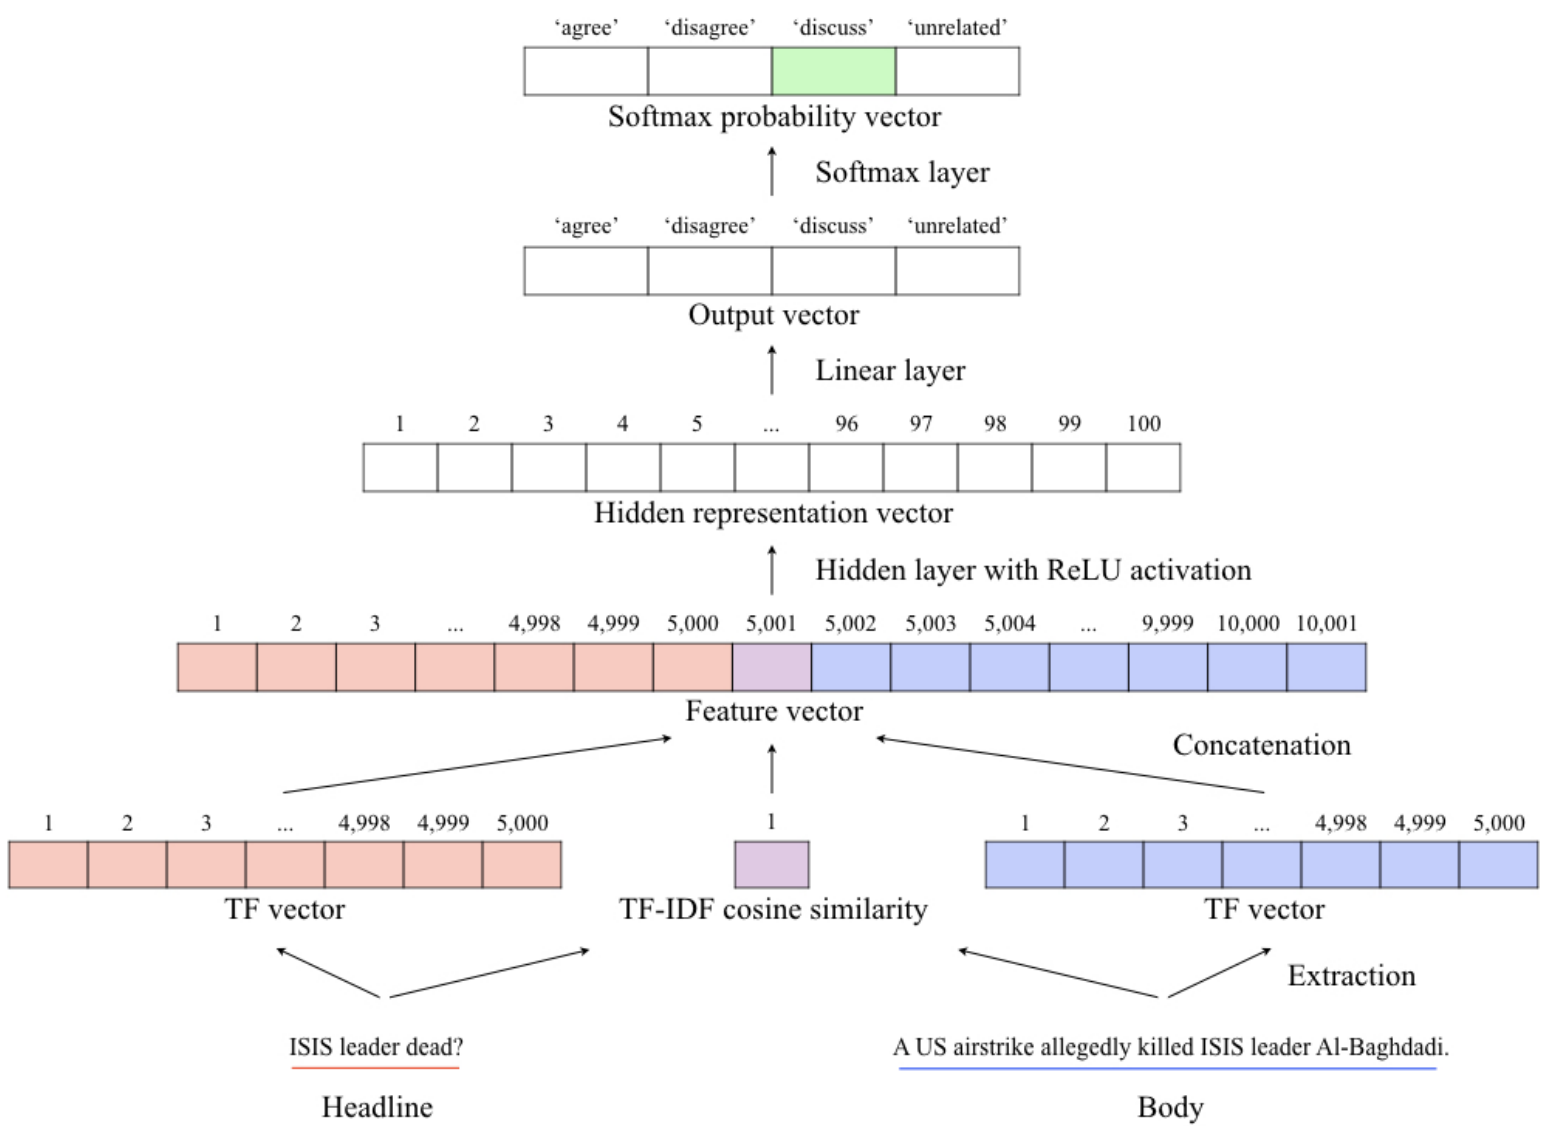 ‘agree’ ‘disagree’ ‘discuss’ ‘unrelated’
Softmax probability vector
Softmax layer
‘agree’ ‘disagree’ ‘discuss’ ‘unrelated’
Output vector
Linear layer
1 2 3 4 5 ... 96 97 98 99 100
Hidden representation vector
Hidden layer with ReLU activation
1 2 3 ... 4,998 4,999 5,000 5,001 5,002 5,003 5,004 ... 9,999 10,000 10,001
Feature vector
Concatenation
1 2 3 ... 4,998 4,999 5,000 1 1 2 3 ... 4,998 4,999 5,000
TF vector TF-IDF cosine similarity TF vector
Extraction
ISIS leader dead? A US airstrike allegedly killed ISIS leader Al-Baghdadi.
Headline Body